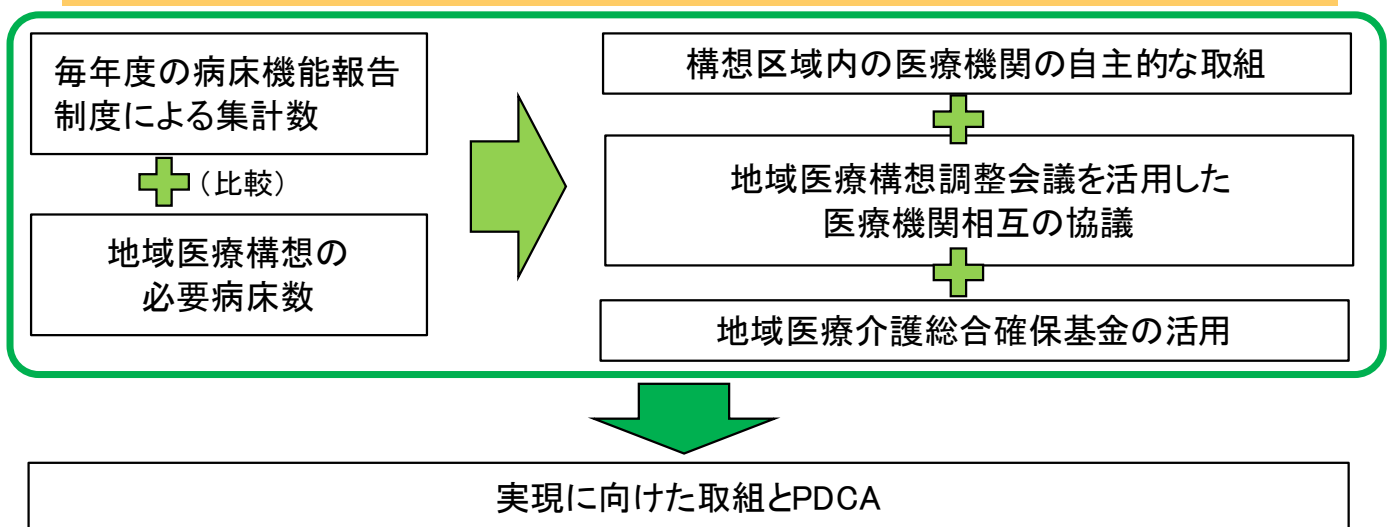 毎年度の病床機能報告
制度による集計数
(比較)
地域医療構想の
必要病床数
構想区域内の医療機関の自主的な取組
地域医療構想調整会議を活用した
医療機関相互の協議
地域医療介護総合確保基金の活用
実現に向けた取組とPDCA